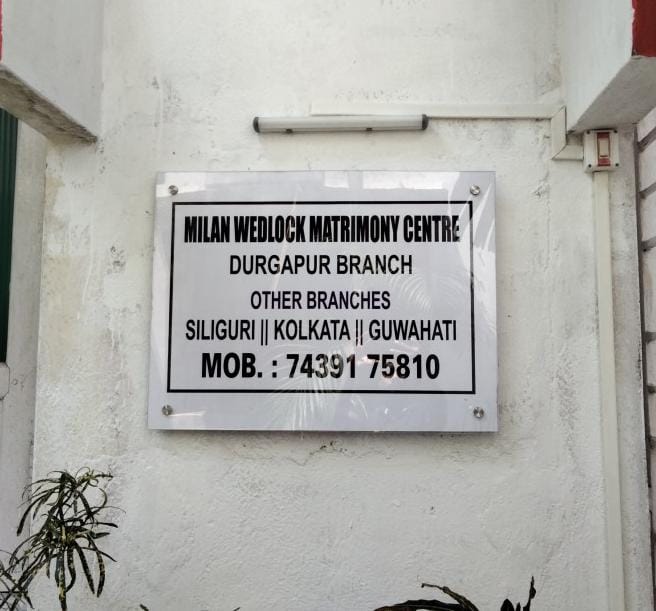 MILAN WEDLOCK MATRIMONY CENTRE
DURGAPUR BRANCH
OTHER BRANCHES
SILIGURI || KOLKATA || GUWAHATI
MOB. : 74391 75810